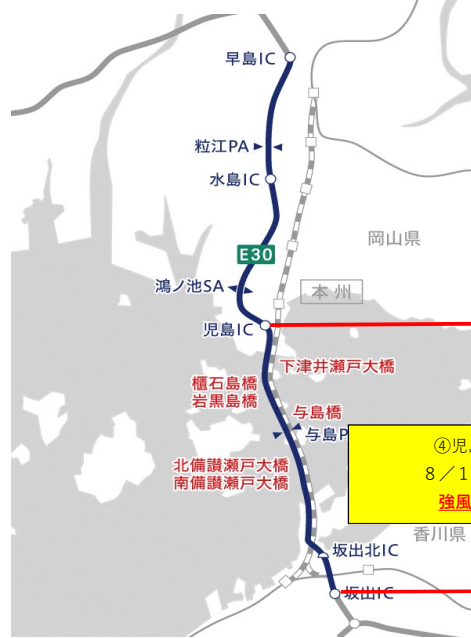 早島IC
粒江PA
水島IC
岡山県
E30
鴻ノ池SA
本州
児島IC
下津井瀬戸大橋
櫃石島橋
岩黒島橋
与島橋
与島P
④児
8/1
強風
北備讃瀬戸大橋
南備讃瀬戸大橋
香川県
坂出北IC
坂出IC